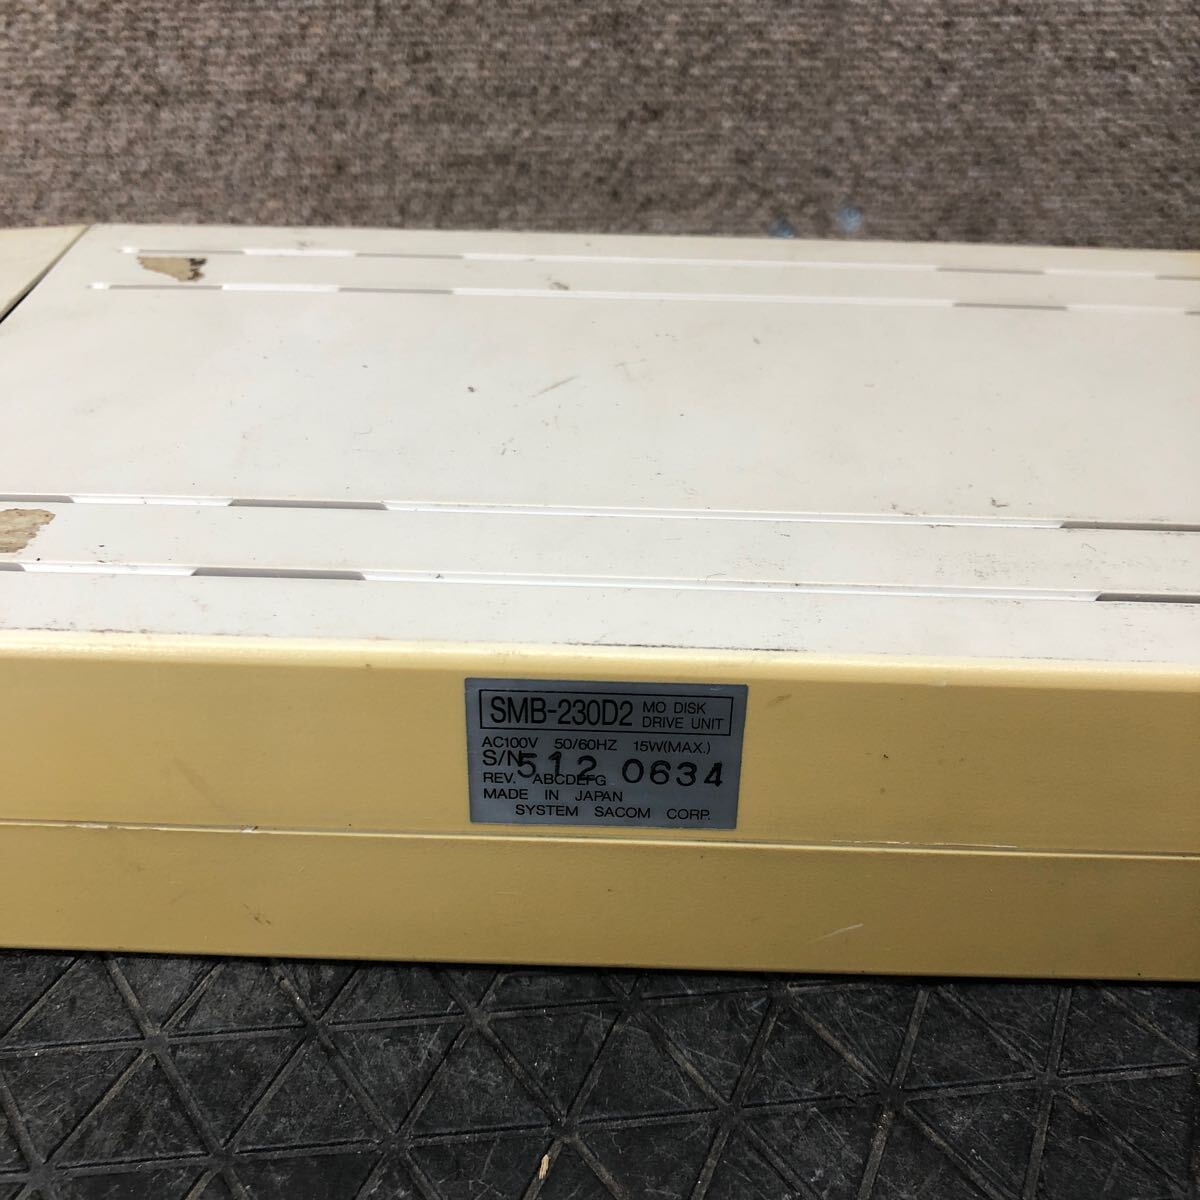 SMB-230D2 MO DISK DRIVE UNIT
AC100V 50/60HZ 15W(MAX.)
S/N 512 0634
REV. ABCDEFG
MADE IN JAPAN
SYSTEM SACOM CORP.